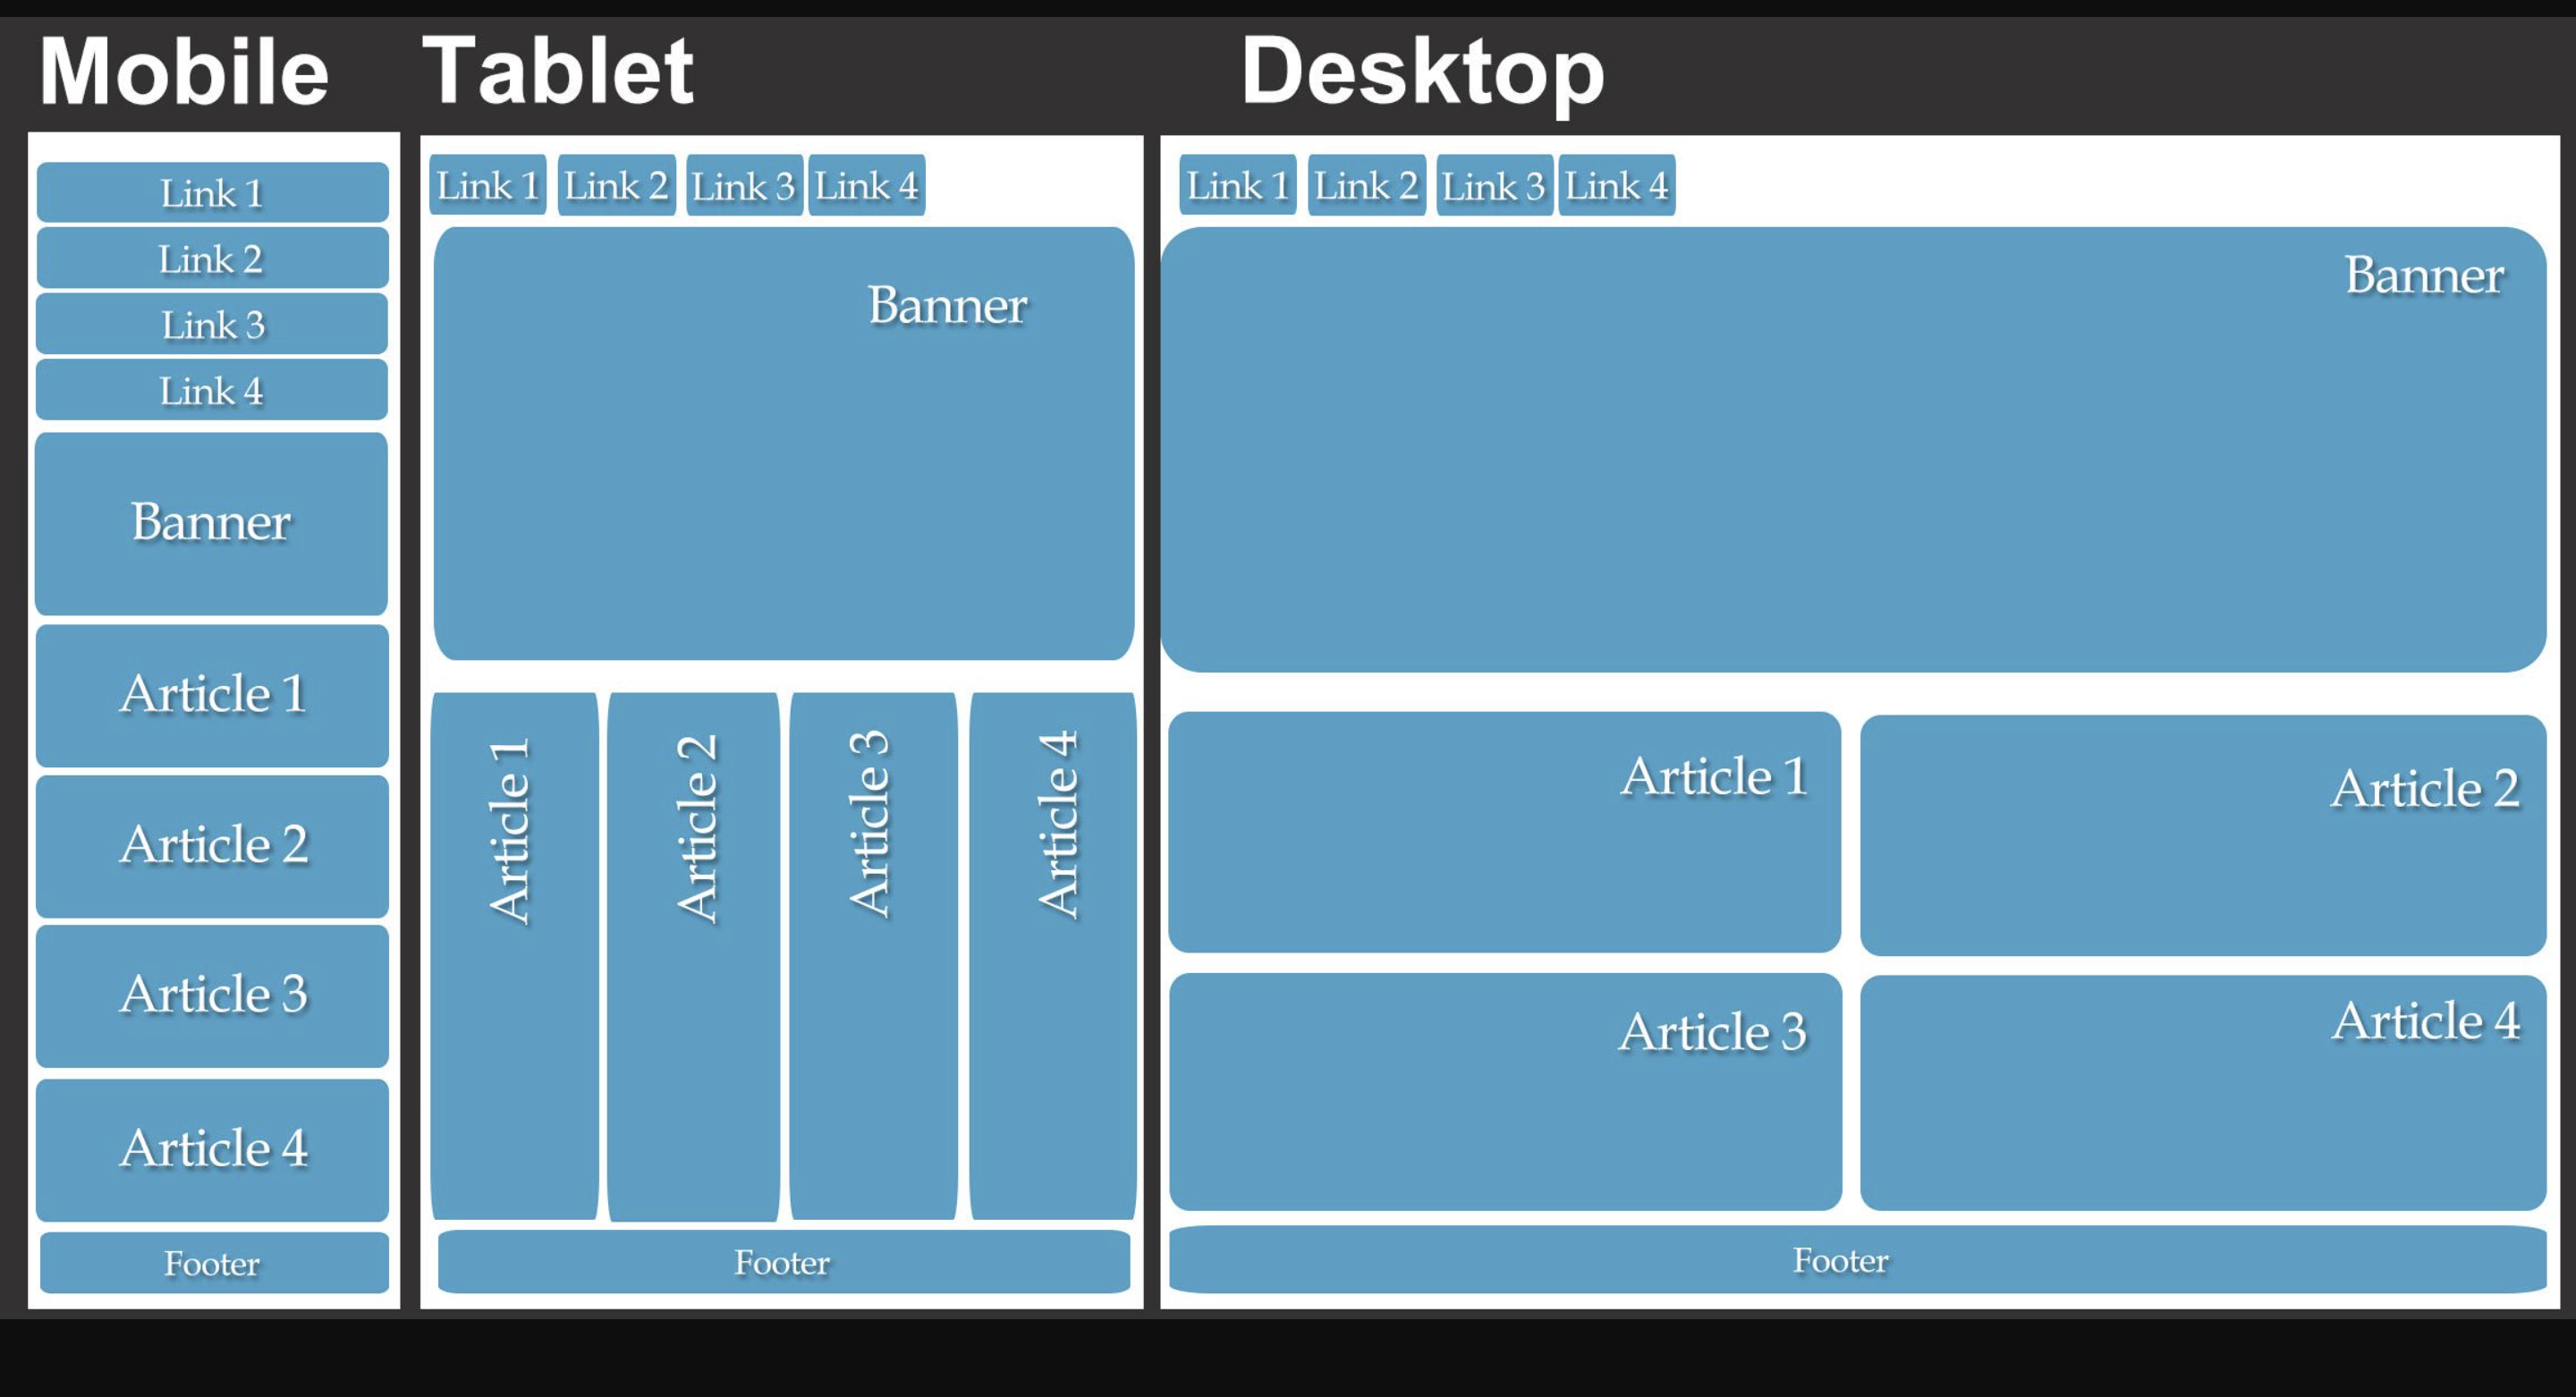 Mobile
Link 1
Link 2
Link 3
Link 4
Banner
Article 1
Article 2
Article 3
Article 4
Footer
Tablet
Link 1
Link 2
Link 3
Link 4
Banner
Article 1
Article 2
Article 3
Article 4
Footer
Desktop
Link 1
Link 2
Link 3
Link 4
Banner
Article 1
Article 2
Article 3
Article 4
Footer